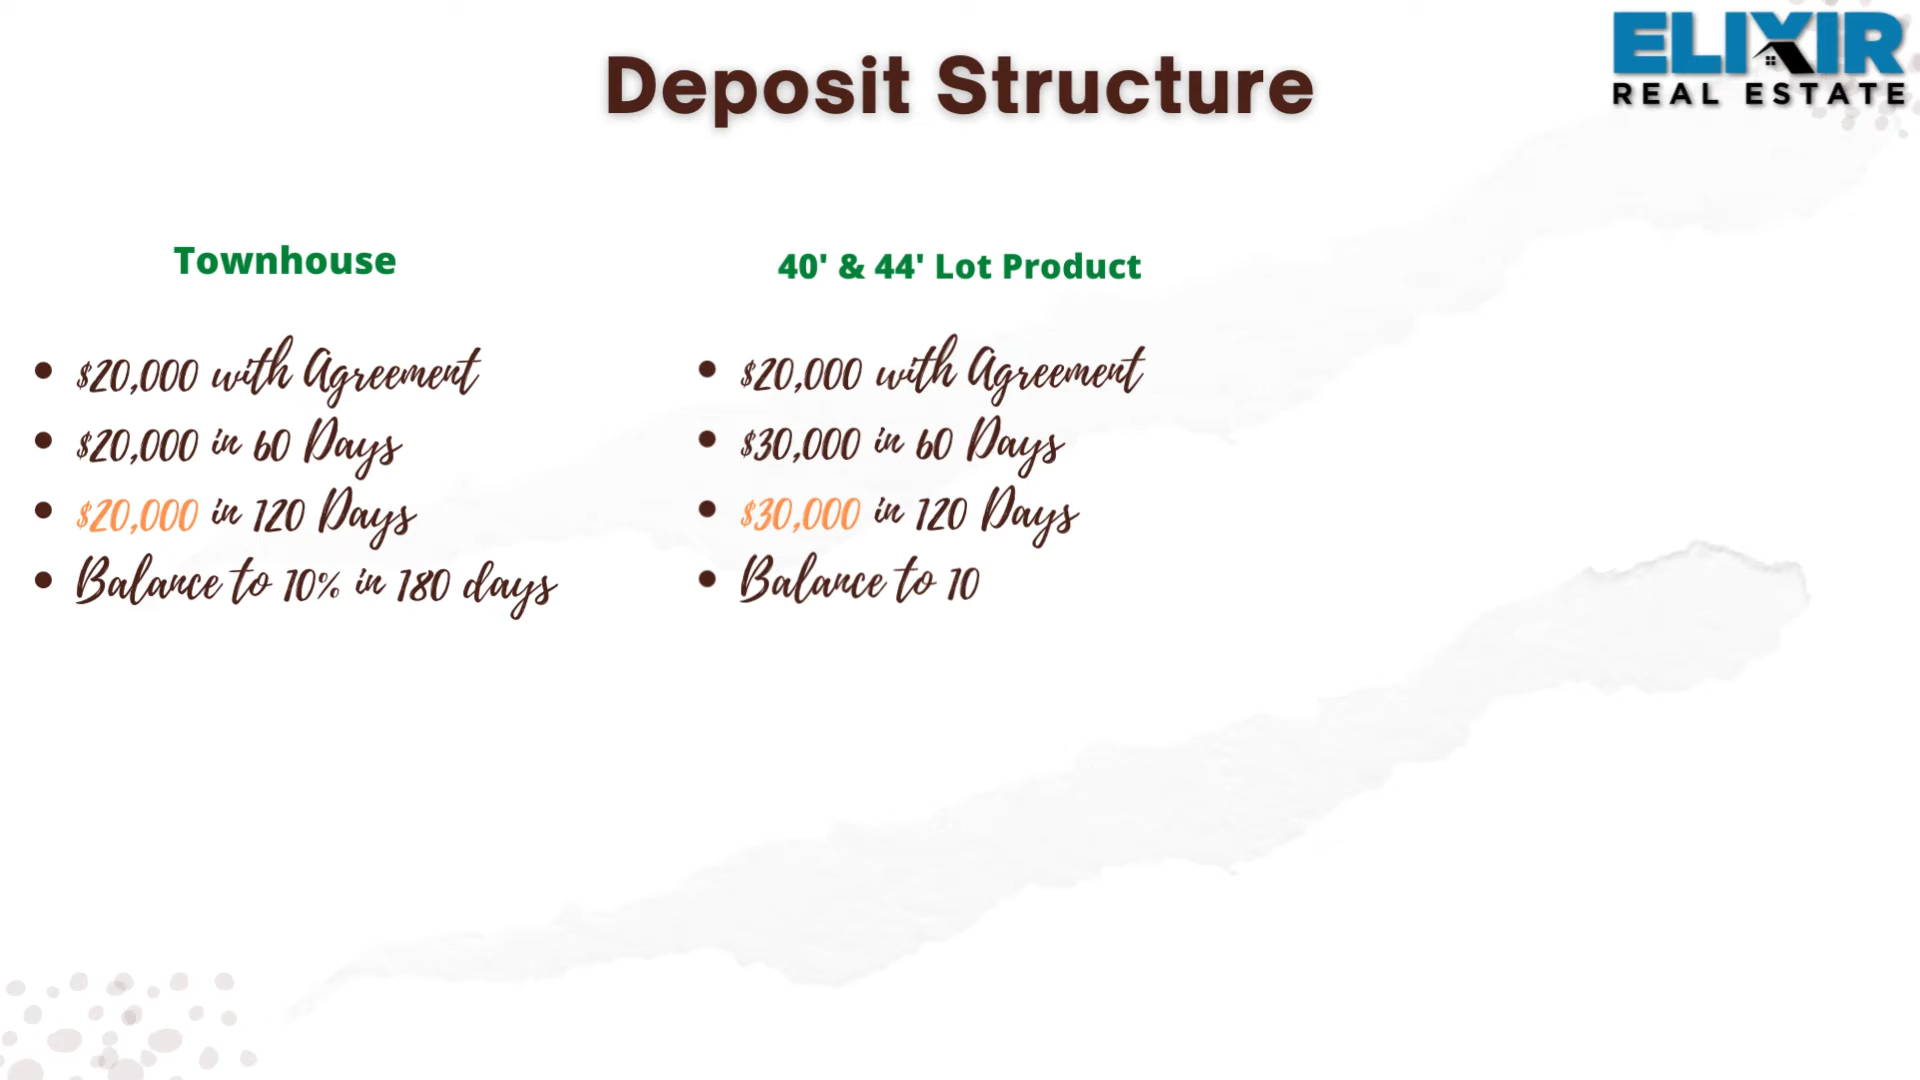 Deposit Structure
ELIXIR
REAL ESTATE
Townhouse
• $20,000 with Agreement
• $20,000 in 60 Days
• $20,000 in 120 Days
• Balance to 10% in 180 days
40' & 44' Lot Product
• $20,000 with Agreement
• $30,000 in 60 Days
• $30,000 in 120 Days
• Balance to 10